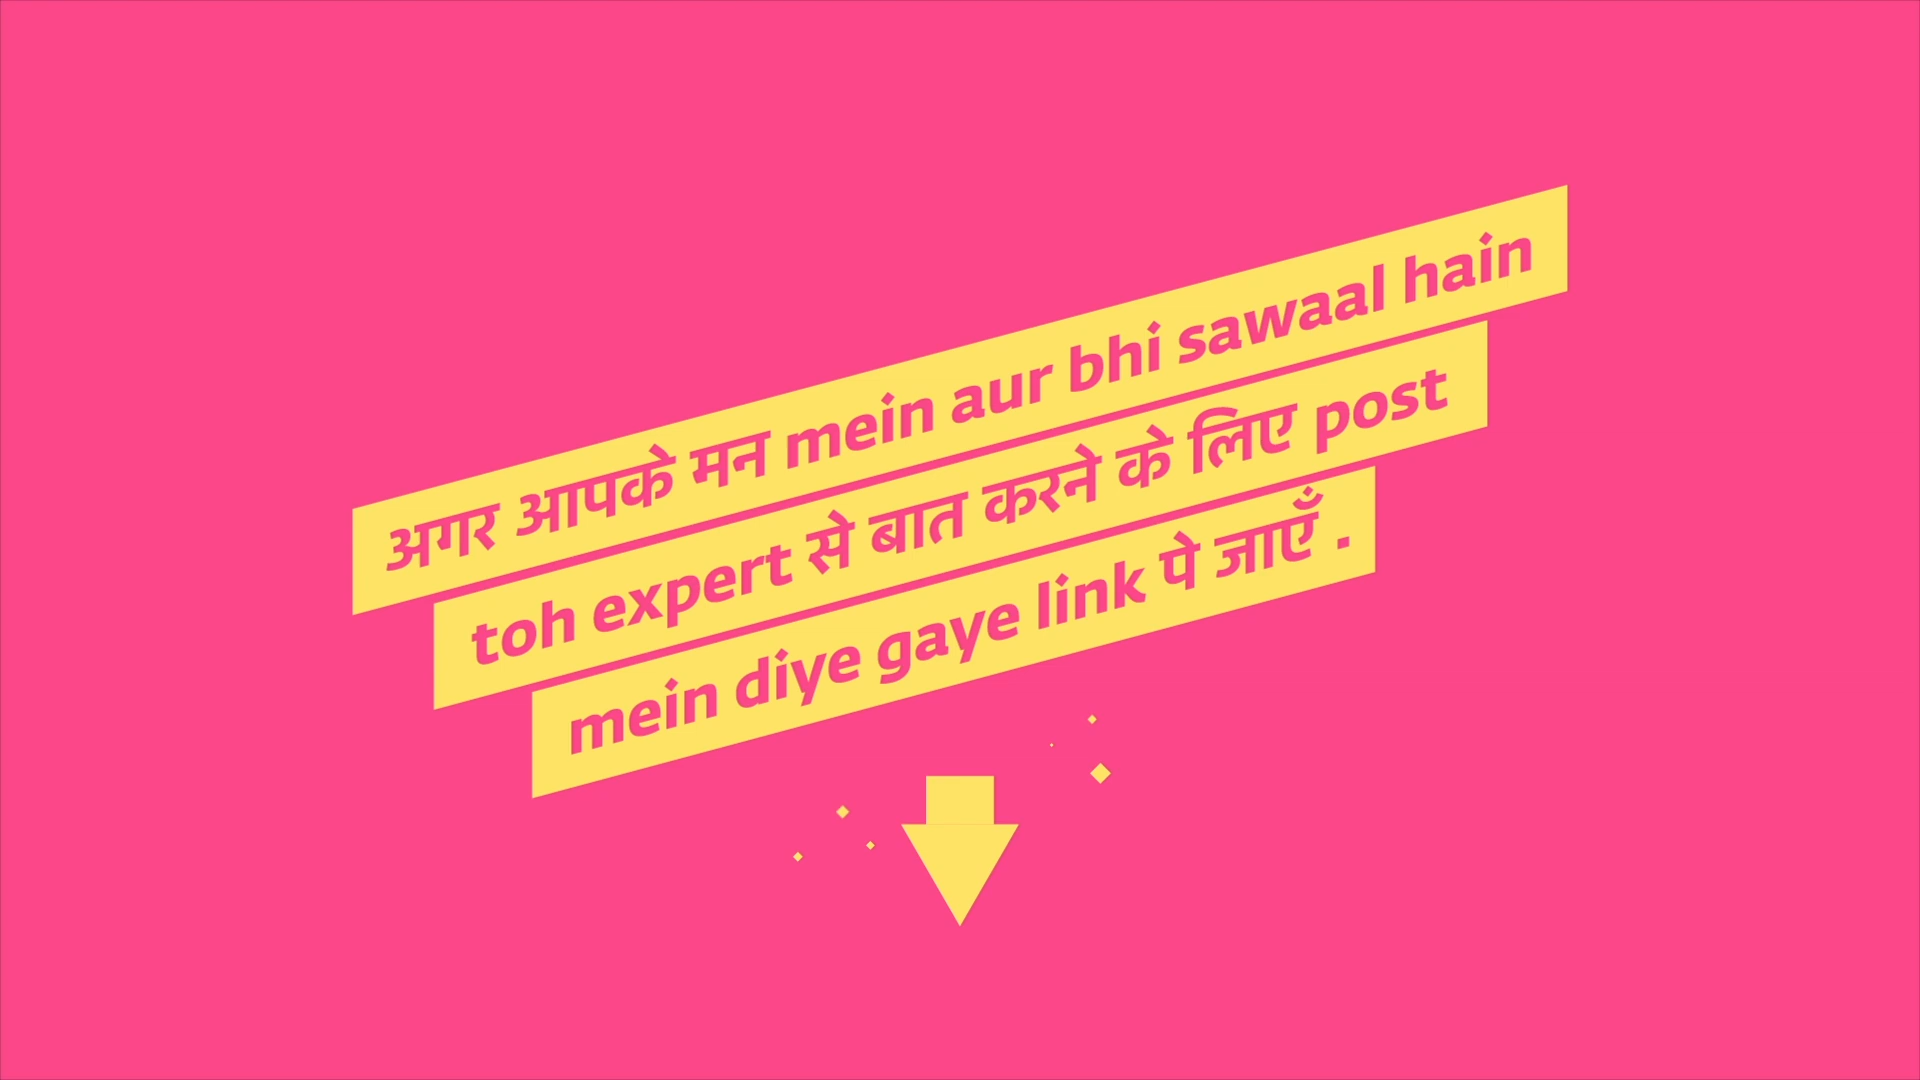 अगर आपके मन mein aur bhi sawaal hain
toh expert से बात करने के लिए post
mein diye gaye link पे जाएँ .